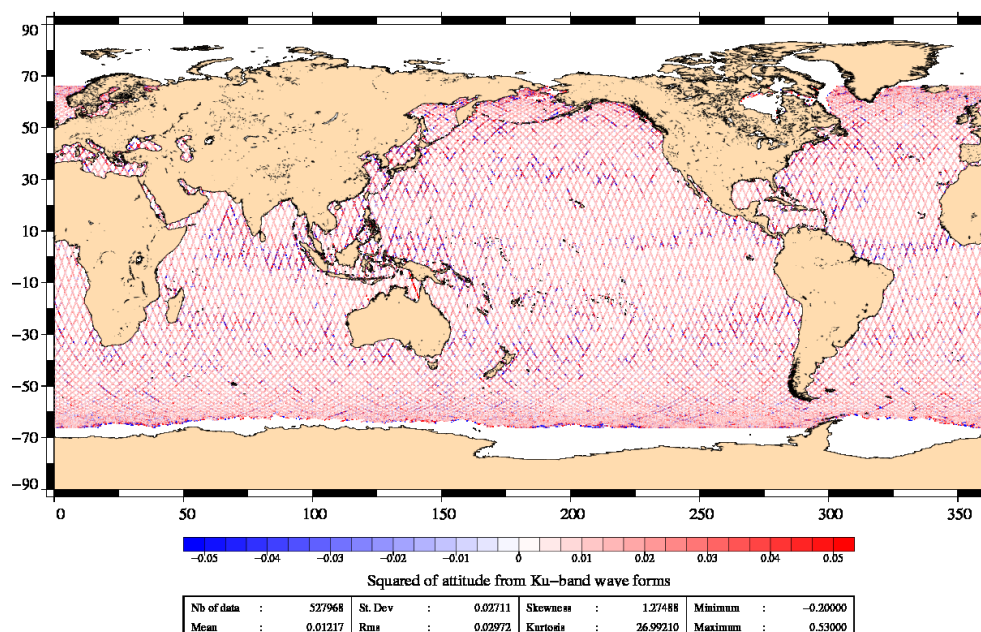 90
70
50
30
10
−10
−30
−50
−70
−90
0 50 100 150 200 250 300 350
−0.05 −0.04 −0.03 −0.02 −0.01 0 0.01 0.02 0.03 0.04 0.05
Squared of attitude from Ku−band wave forms
Nb of data : 527968 St. Dev : 0.02711 Skewness : 1.27488 Minimum : −0.20000
Mean : 0.01217 Rms : 0.02972 Kurtosis : 26.99210 Maximum : 0.53000